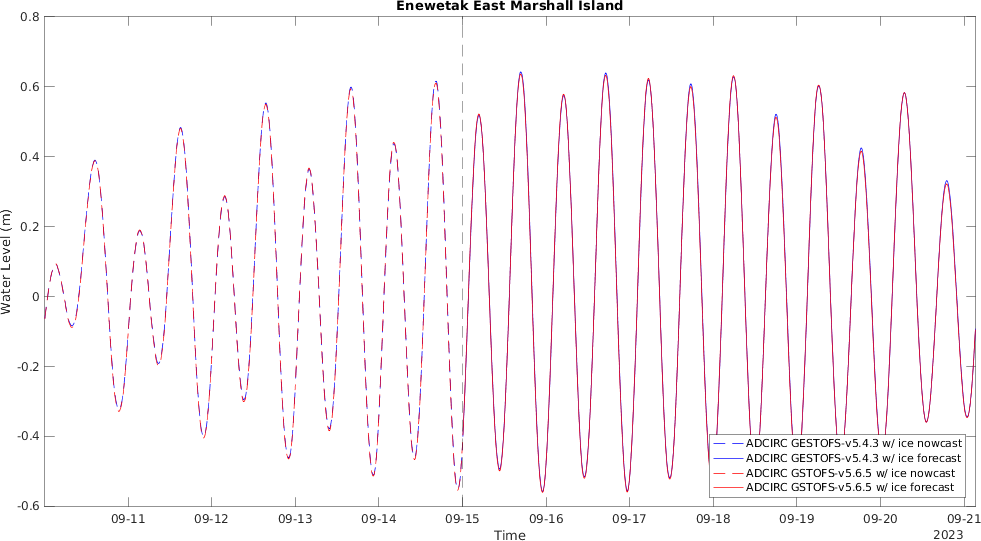 Enewetak East Marshall Island
0.8
0.6
0.4
0.2
0
-0.2
-0.4
-0.6
Water Level (m)
ADCIRC GESTOFS-v5.4.3 w/ ice nowcast
ADCIRC GESTOFS-v5.4.3 w/ ice forecast
ADCIRC GSTOFS-v5.6.5 w/ ice nowcast
ADCIRC GSTOFS-v5.6.5 w/ ice forecast
09-11 09-12 09-13 09-14 09-15 09-16 09-17 09-18 09-19 09-20 09-21
Time
2023